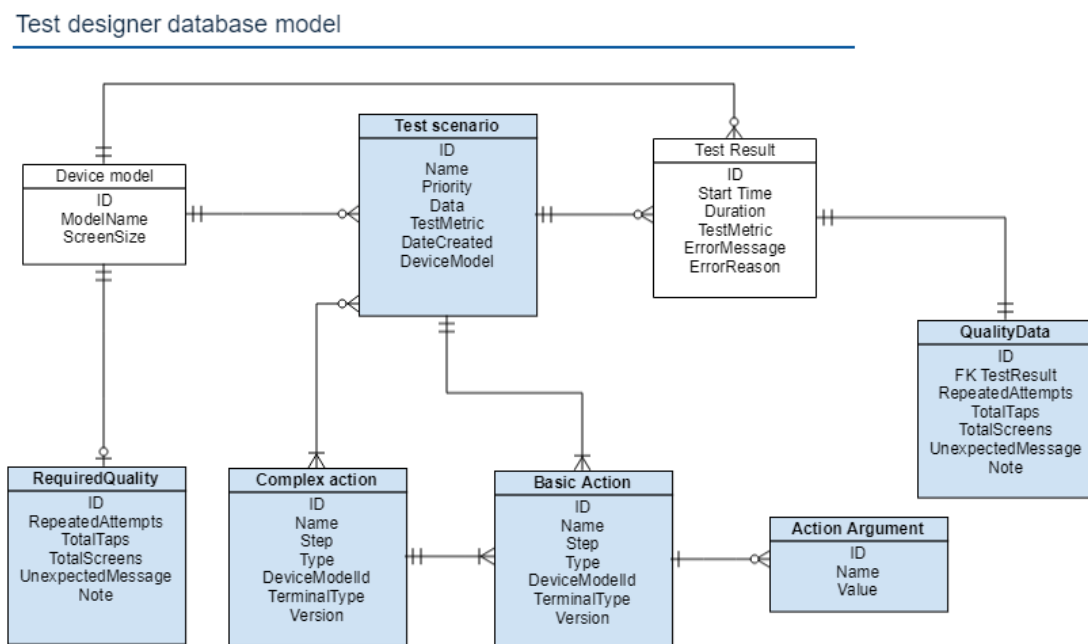 Test designer database model
Device model
ID
ModelName
ScreenSize
Test scenario
ID
Name
Priority
Data
TestMetric
DateCreated
DeviceModel
Test Result
ID
Start Time
Duration
TestMetric
ErrorMessage
ErrorReason
QualityData
ID
FK TestResult
RepeatedAttempts
TotalTaps
TotalScreens
UnexpectedMessage
Note
RequiredQuality
ID
RepeatedAttempts
TotalTaps
TotalScreens
UnexpectedMessage
Note
Complex action
ID
Name
Step
Type
DeviceModelId
TerminalType
Version
Basic Action
ID
Name
Step
Type
DeviceModelId
TerminalType
Version
Action Argument
ID
Name
Value